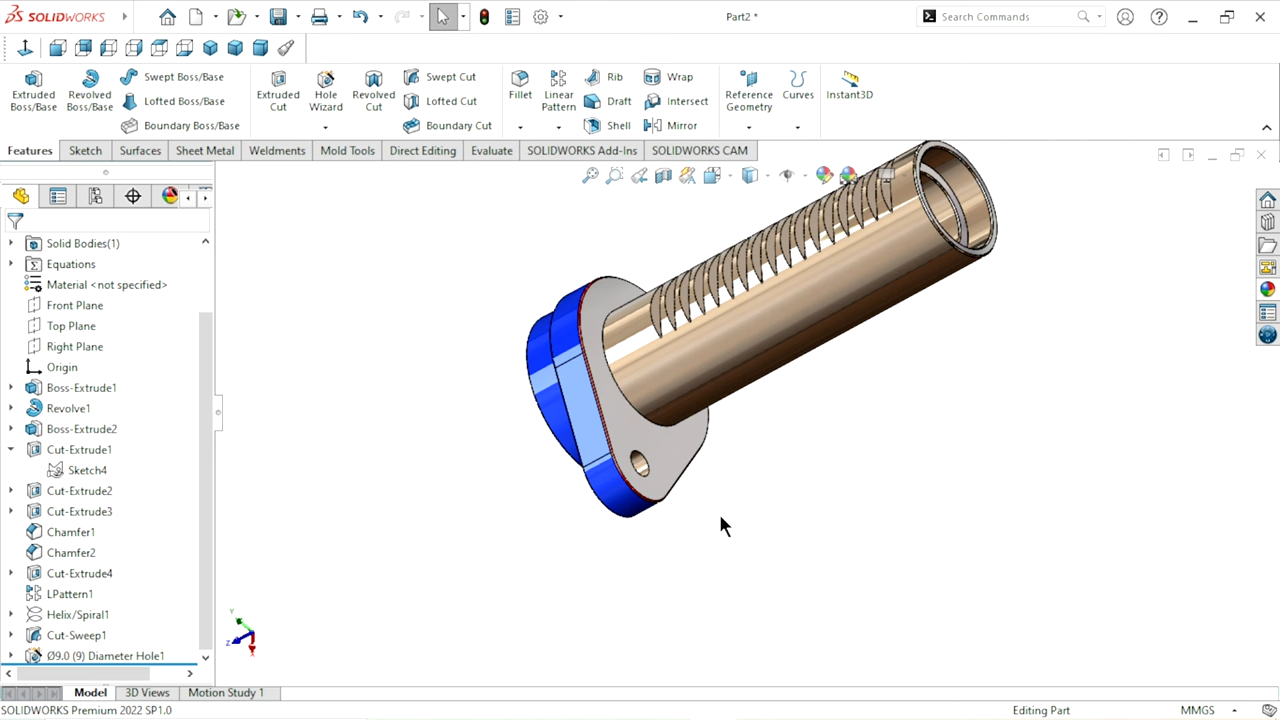 SOLIDWORKS
Part2 *
Search Commands
Extruded Boss/Base
Revolved Boss/Base
Swept Boss/Base
Lofted Boss/Base
Boundary Boss/Base
Extruded Cut
Hole Wizard
Revolved Cut
Swept Cut
Lofted Cut
Boundary Cut
Fillet
Linear Pattern
Rib
Draft
Shell
Wrap
Intersect
Mirror
Reference Geometry
Curves
Instant3D
Features Sketch Surfaces Sheet Metal Weldments Mold Tools Direct Editing Evaluate SOLIDWORKS Add-Ins SOLIDWORKS CAM
Solid Bodies(1)
Equations
Material <not specified>
Front Plane
Top Plane
Right Plane
Origin
Boss-Extrude1
Revolve1
Boss-Extrude2
Cut-Extrude1
Sketch4
Cut-Extrude2
Cut-Extrude3
Chamfer1
Chamfer2
Cut-Extrude4
LPattern1
Helix/Spiral1
Cut-Sweep1
Ø9.0 (9) Diameter Hole1
Y
Z
X
Model 3D Views Motion Study 1
SOLIDWORKS Premium 2022 SP1.0
Editing Part
MMGS